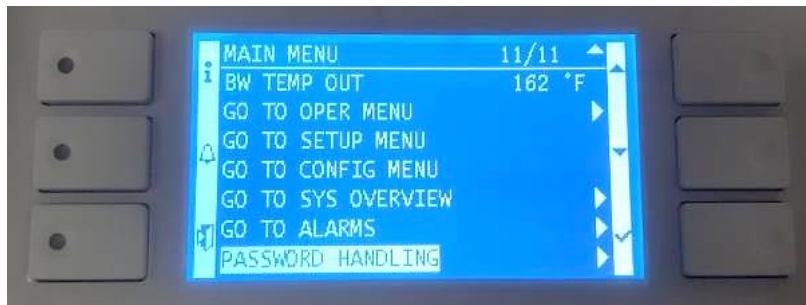 MAIN MENU 11/11
BW TEMP OUT 162 °F
GO TO OPER MENU
GO TO SETUP MENU
GO TO CONFIG MENU
GO TO SYS OVERVIEW
GO TO ALARMS
PASSWORD HANDLING